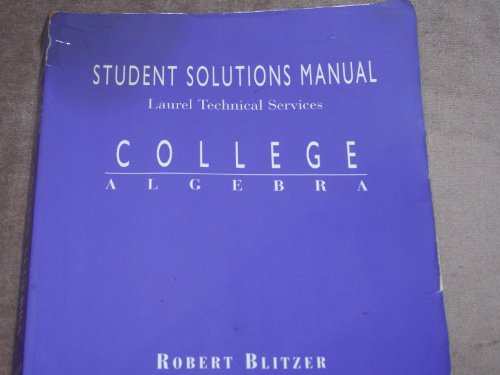 STUDENT SOLUTIONS MANUAL
Laurel Technical Services
COLLEGE
ALGEBRA
ROBERT BLITZER